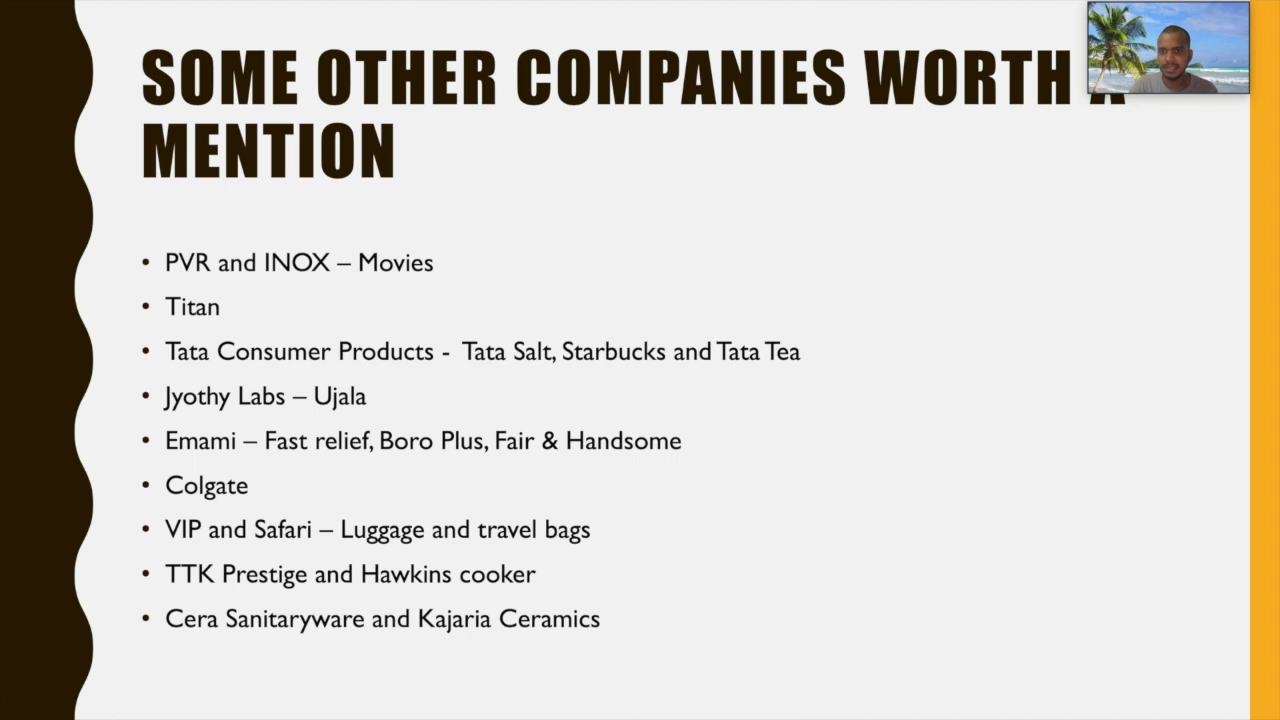 SOME OTHER COMPANIES WORTH A
MENTION
• PVR and INOX – Movies
• Titan
• Tata Consumer Products - Tata Salt, Starbucks and Tata Tea
• Jyothy Labs – Ujala
• Emami – Fast relief, Boro Plus, Fair & Handsome
• Colgate
• VIP and Safari – Luggage and travel bags
• TTK Prestige and Hawkins cooker
• Cera Sanitaryware and Kajaria Ceramics